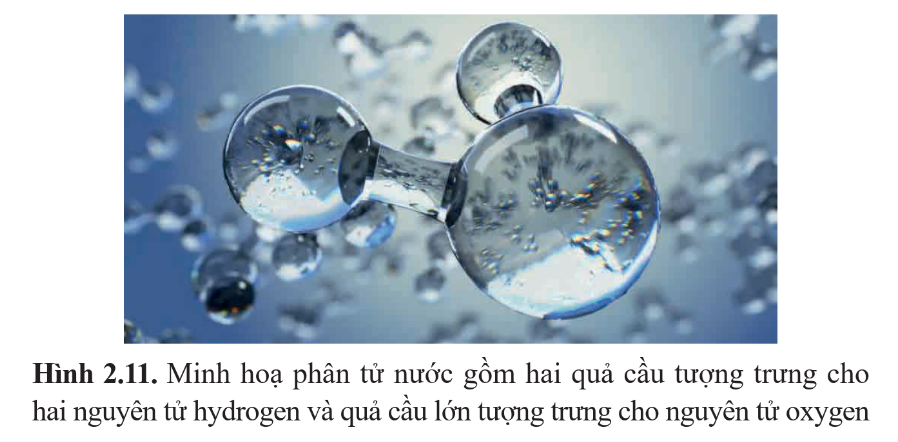 Hình 2.11. Minh hoạ phân tử nước gồm hai quả cầu tượng trưng cho
hai nguyên tử hydrogen và quả cầu lớn tượng trưng cho nguyên tử oxygen